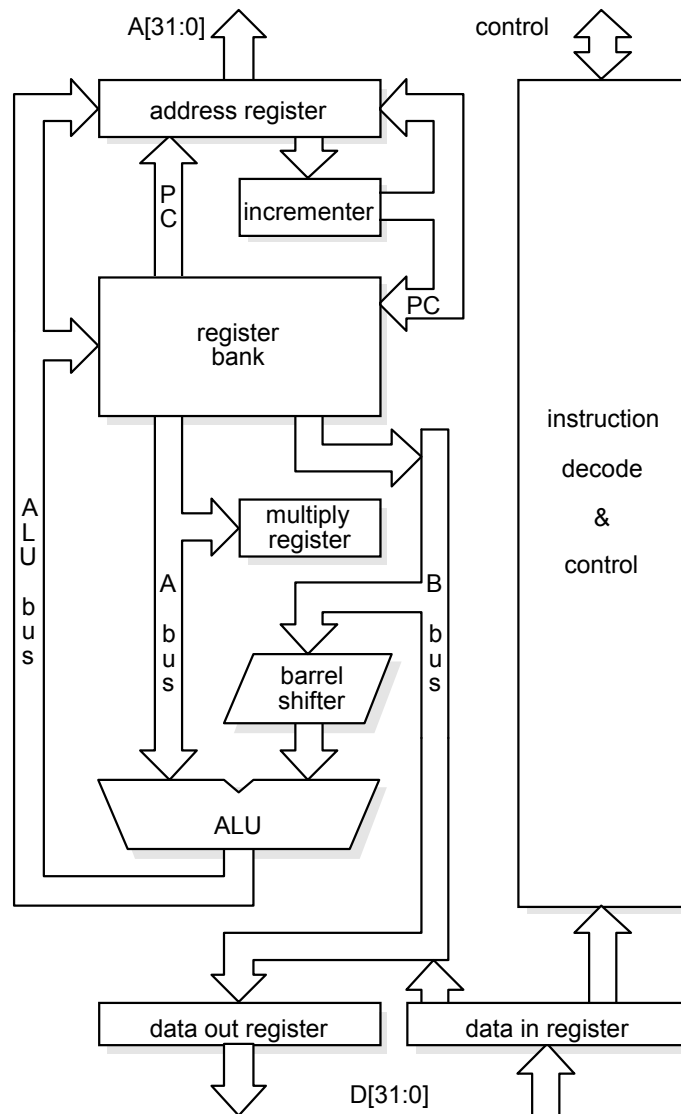 A[31:0]
control
address register
P
C
incrementer
PC
register
bank
instruction
decode
&
control
multiply
register
A
L
U
b
u
s
A
b
u
s
B
b
u
s
barrel
shifter
ALU
data out register
data in register
D[31:0]